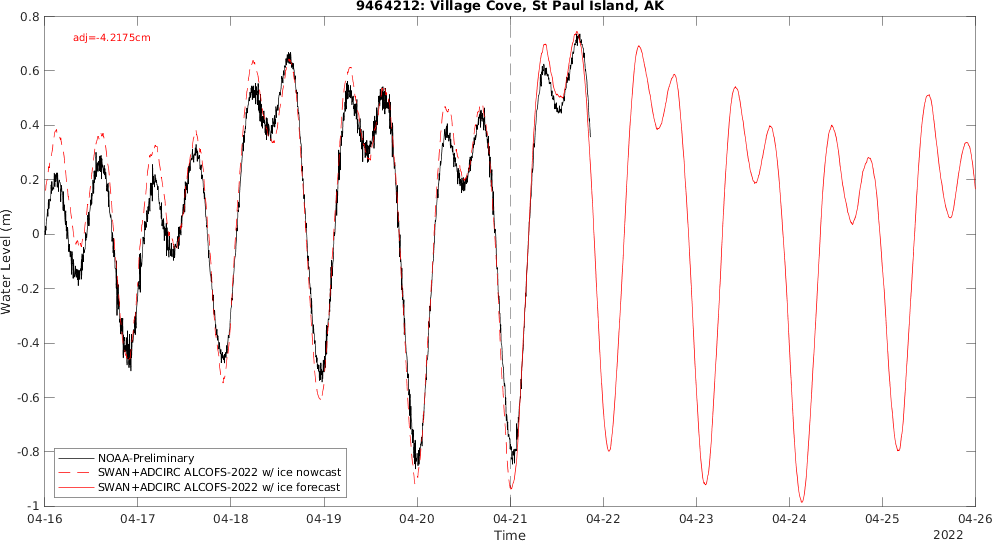 9464212: Village Cove, St Paul Island, AK
adj=-4.2175cm
0.8
0.6
0.4
0.2
0
-0.2
-0.4
-0.6
-0.8
-1
Water Level (m)
NOAA-Preliminary
SWAN+ADCIRC ALCOFS-2022 w/ ice nowcast
SWAN+ADCIRC ALCOFS-2022 w/ ice forecast
04-16 04-17 04-18 04-19 04-20 04-21 04-22 04-23 04-24 04-25 04-26
Time
2022